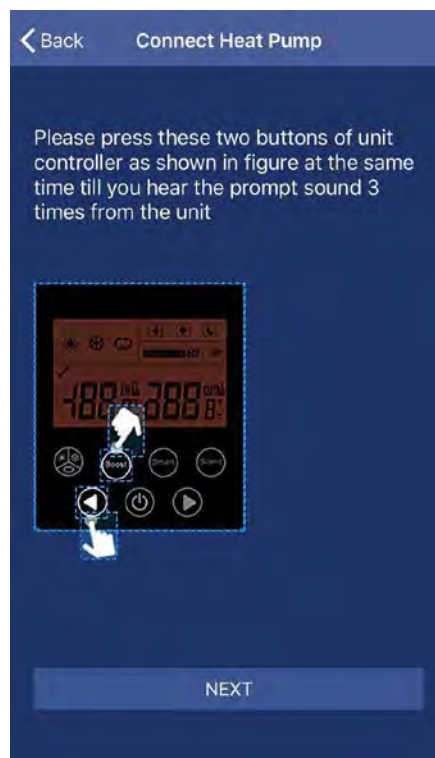 Back
Connect Heat Pump
Please press these two buttons of unit
controller as shown in figure at the same
time till you hear the prompt sound 3
times from the unit
Boost
Smart
Silent
NEXT